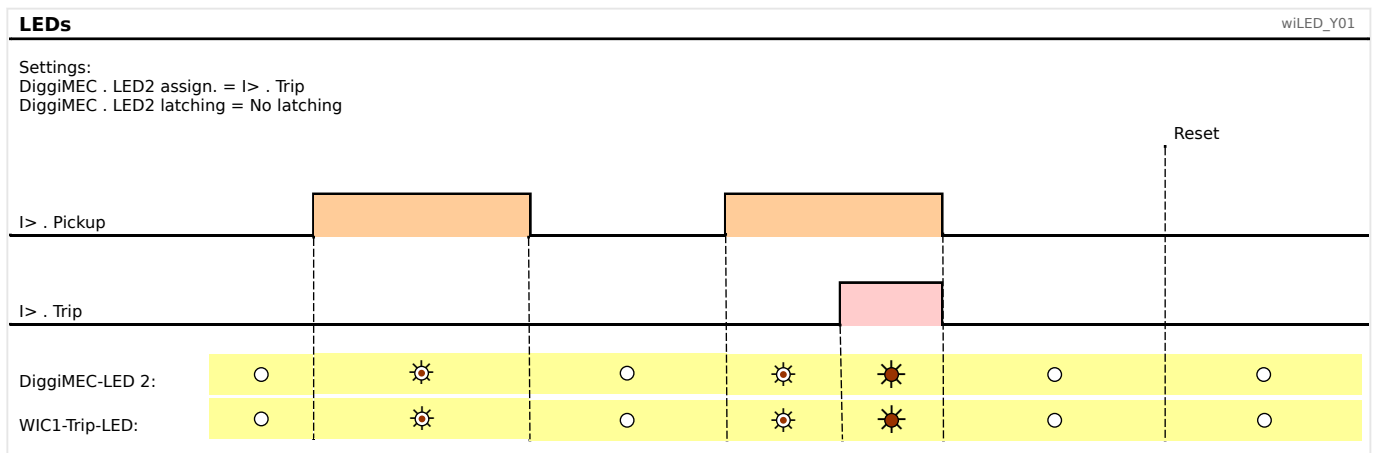 LEDs
wiLED_Y01
Settings:
DiggiMEC . LED2 assign. = I> . Trip
DiggiMEC . LED2 latching = No latching
Reset
I> . Pickup
I> . Trip
DiggiMEC-LED 2:
WIC1-Trip-LED: